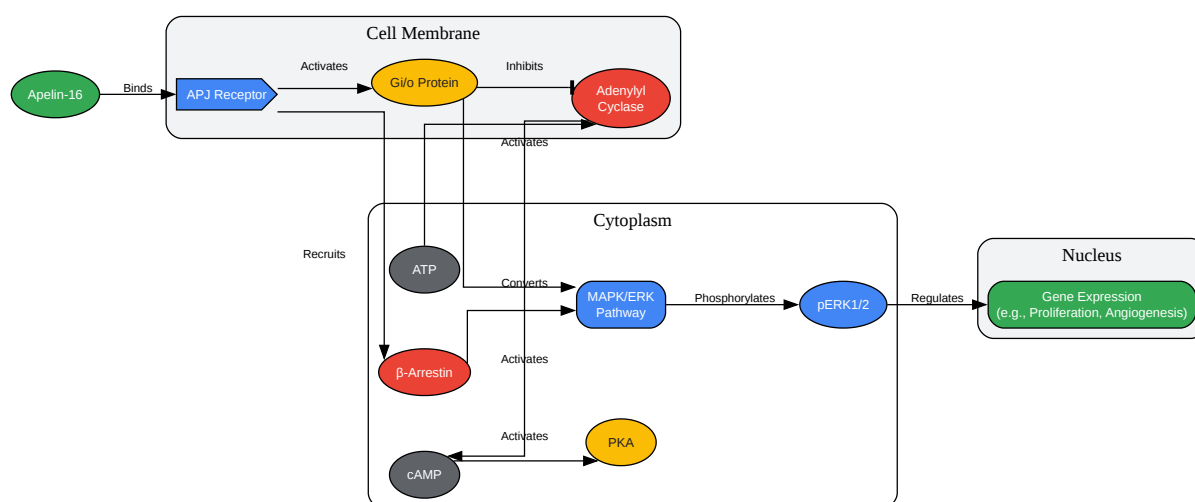 Cell Membrane
Activates
Inhibits
Apelin-16
Binds
APJ Receptor
Gi/o Protein
Adenylyl
Cyclase
Activates
Cytoplasm
Recruits
ATP
Nucleus
Converts
MAPK/ERK
Pathway
Phosphorylates
pERK1/2
Regulates
Gene Expression
(e.g., Proliferation, Angiogenesis)
Activates
β-Arrestin
Activates
PKA
cAMP